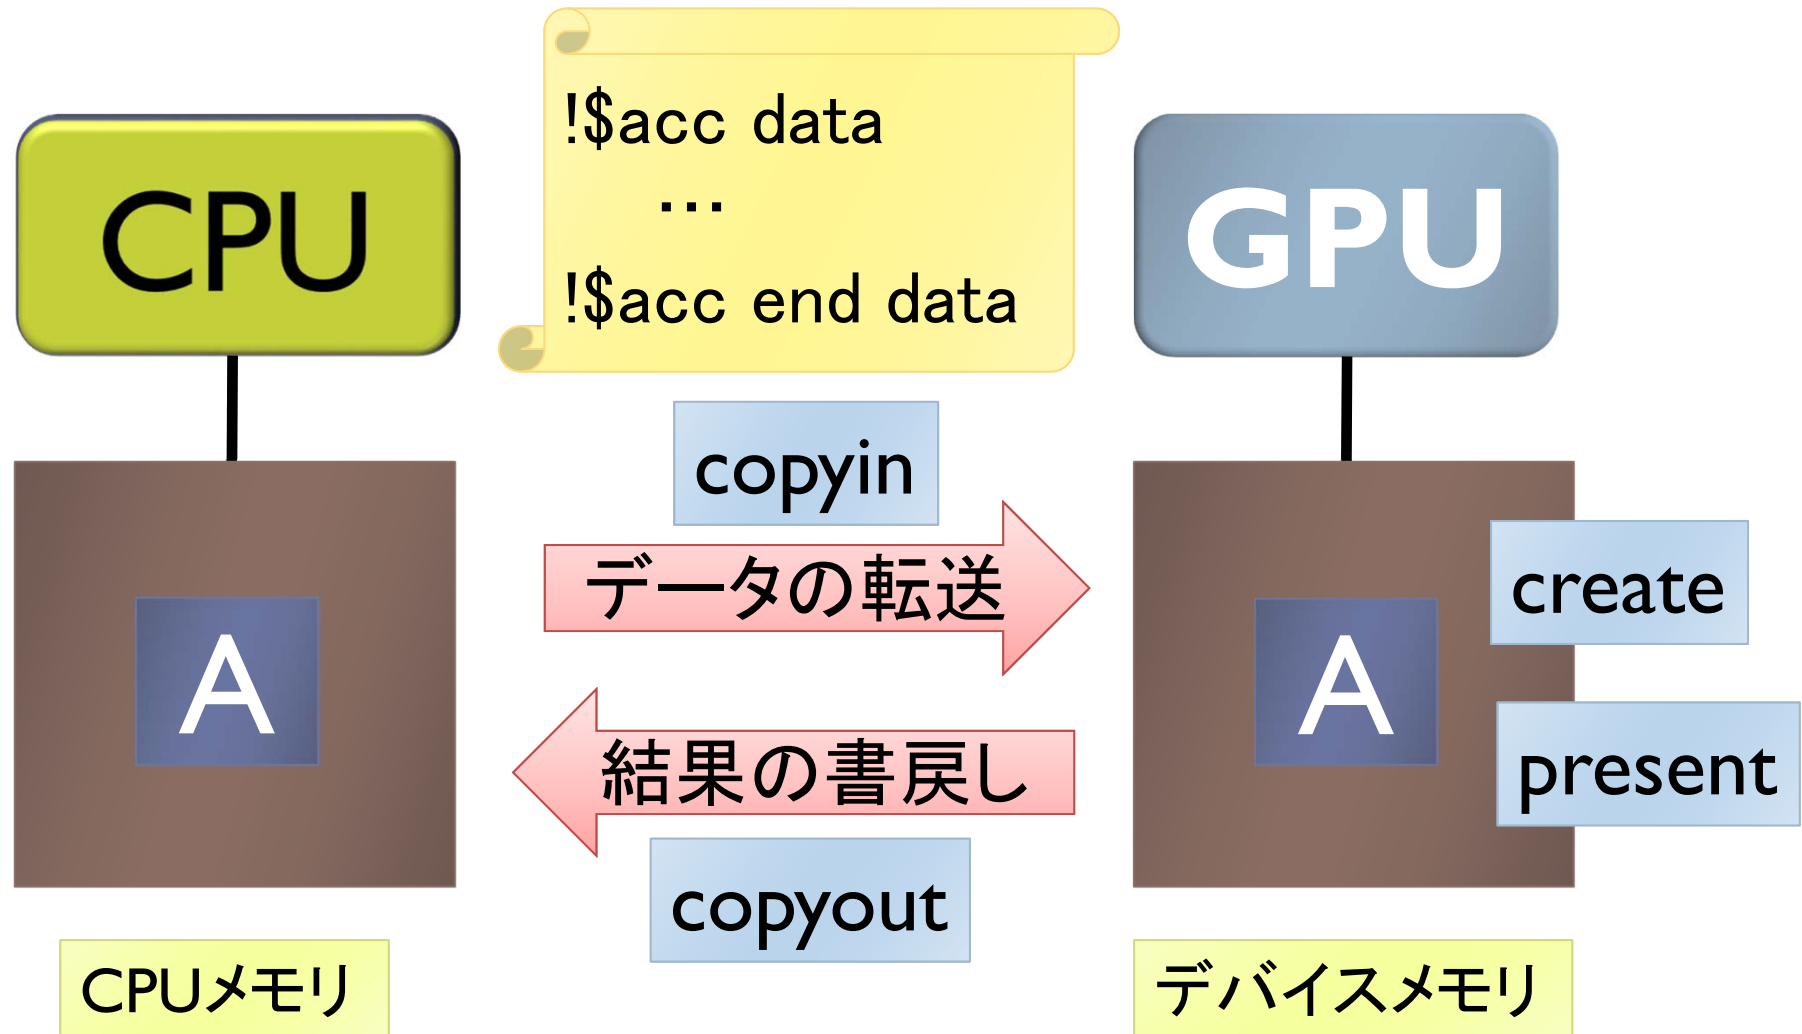 !$acc data
…
!$acc end data
CPU
GPU
copyin
データの転送
create
A
A
present
結果の書戻し
copyout
CPUメモリ
デバイスメモリ